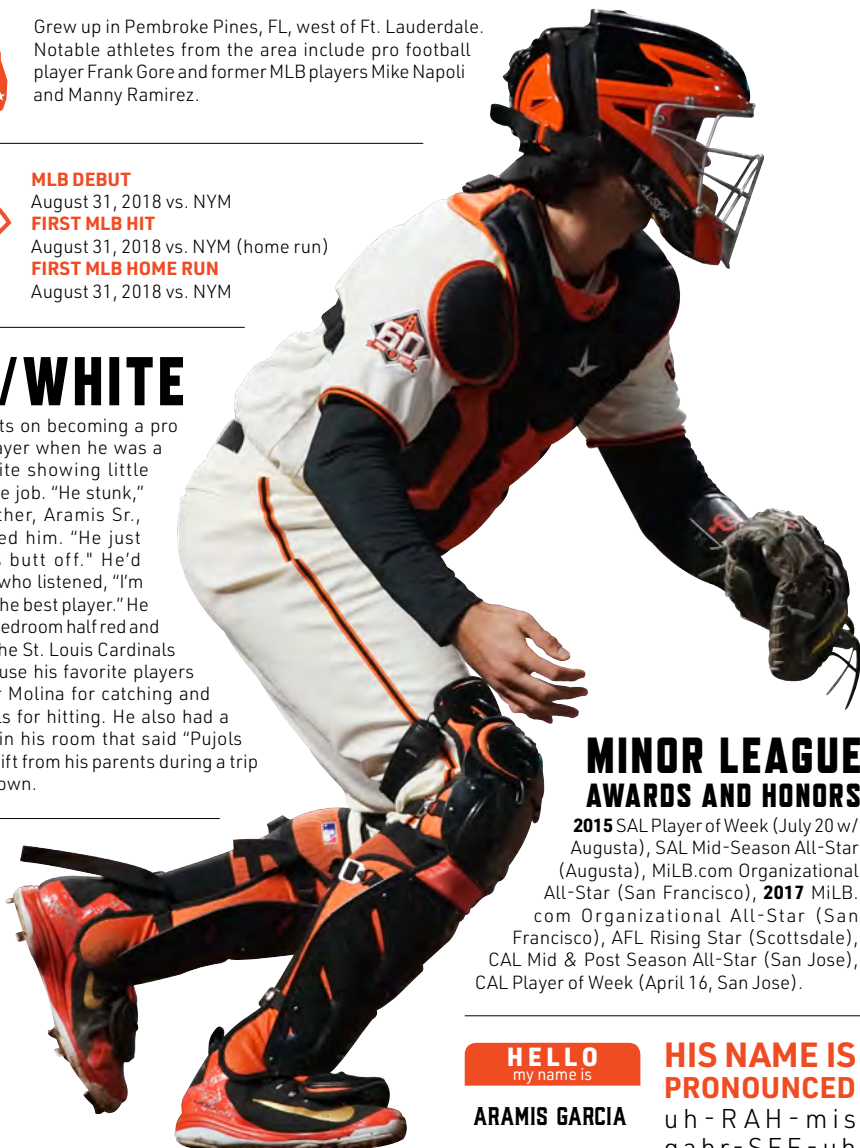 Grew up in Pembroke Pines, FL, west of Ft. Lauderdale.
Notable athletes from the area include pro football
player Frank Gore and former MLB players Mike Napoli
and Manny Ramirez.
MLB DEBUT
August 31, 2018 vs. NYM
FIRST MLB HIT
August 31, 2018 vs. NYM (home run)
FIRST MLB HOME RUN
August 31, 2018 vs. NYM
/WHITE
ts on becoming a pro
ayer when he was a
ite showing little
e job. “He stunk,”
ther, Aramis Sr.,
ed him. “He just
butt off." He’d
who listened, “I’m
he best player.” He
edroom half red and
he St. Louis Cardinals
use his favorite players
r Molina for catching and
ls for hitting. He also had a
in his room that said “Pujols
ift from his parents during a trip
own.
ALL-STAR
60
MINOR LEAGUE
AWARDS AND HONORS
2015 SAL Player of Week (July 20 w/
Augusta), SAL Mid-Season All-Star
(Augusta), MiLB.com Organizational
All-Star (San Francisco), 2017 MiLB.
com Organizational All-Star (San
Francisco), AFL Rising Star (Scottsdale),
CAL Mid & Post Season All-Star (San Jose),
CAL Player of Week (April 16, San Jose).
HELLO
my name is
ARAMIS GARCIA
HIS NAME IS
PRONOUNCED
uh-RAH-mis
gahr-SEE-uh